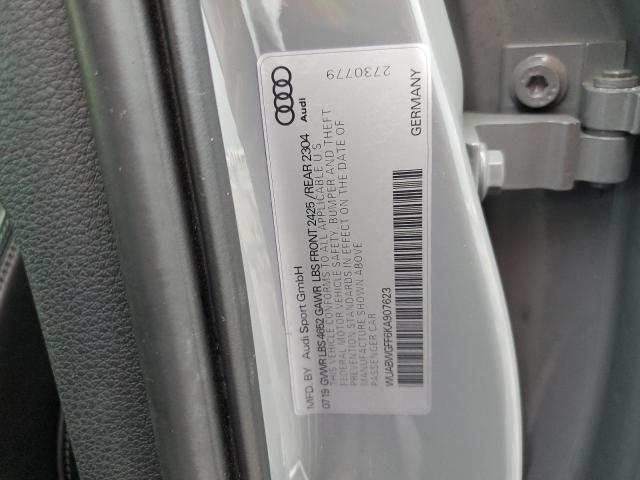 2730779
Audi
MFD. BY Audi Sport GmbH
07/19 GVWR LBS 4652 GAWR LBS FRONT 2425 / REAR 2304
THIS VEHICLE CONFORMS TO ALL APPLICABLE U S
FEDERAL MOTOR VEHICLE SAFETY, BUMPER AND THEFT
PREVENTION STANDARDS IN EFFECT ON THE DATE OF
MANUFACTURE SHOWN ABOVE
PASSENGER CAR
WUABWGFF6KA907623
GERMANY